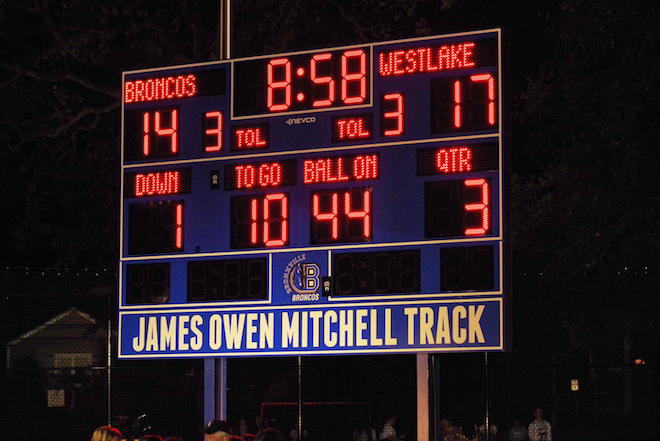 BRONCOS 8:58 WESTLAKE
14 3 TOL NEVCO TOL 3 17
DOWN TO GO BALL ON QTR
1 10 44 3
BRONXVILLE
B
BRONCOS
JAMES OWEN MITCHELL TRACK